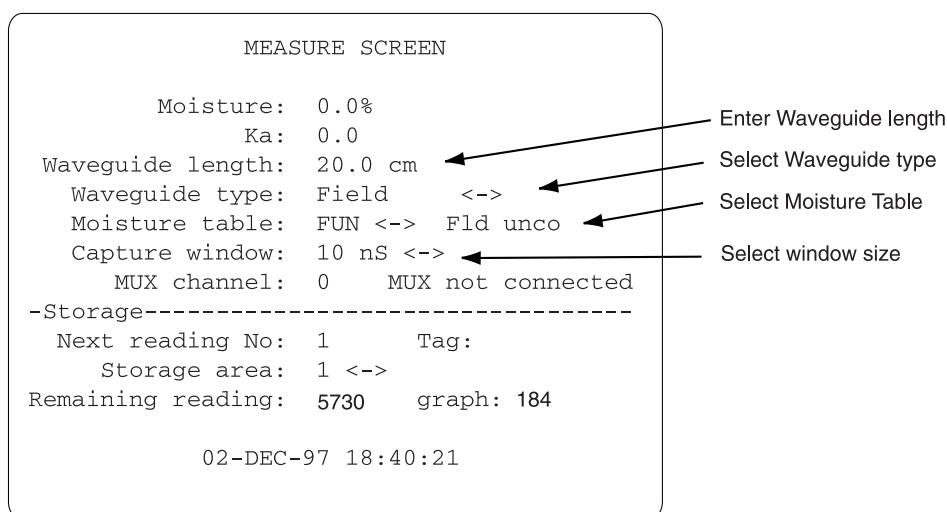 MEASURE SCREEN
Moisture: 0.0%
Ka: 0.0
Waveguide length: 20.0 cm
Waveguide type: Field <->
Moisture table: FUN <-> Fld unco
Capture window: 10 nS <->
MUX channel: 0 MUX not connected
-Storage----------------------------------
Next reading No: 1 Tag:
Storage area: 1 <->
Remaining reading: 5730 graph: 184
02-DEC-97 18:40:21
Enter Waveguide length
Select Waveguide type
Select Moisture Table
Select window size